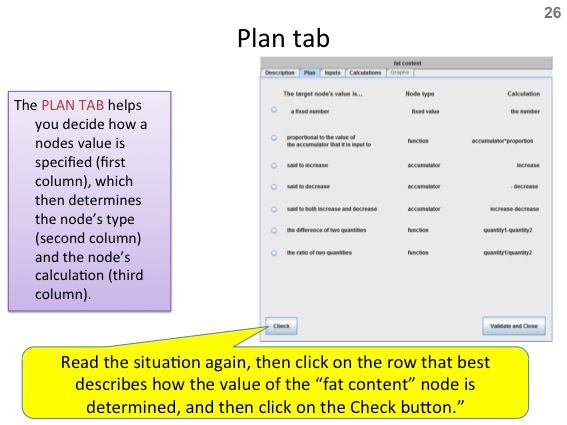 26
Plan tab
The PLAN TAB helps
you decide how a
nodes value is
specified (first
column), which
then determines
the node's type
(second column)
and the node's
calculation (third
column).
fat content
Description Plan Inputs Calculations Graphs
The target node's value is... Node type Calculation
a fixed number fixed value the number
proportional to the value of
the accumulator that it is input to function accumulator*proportion
said to increase accumulator increase
said to decrease accumulator - decrease
said to both increase and decrease accumulator increase-decrease
the difference of two quantities function quantity1-quantity2
the ratio of two quantities function quantity1/quantity2
Check Validate and Close
Read the situation again, then click on the row that best
describes how the value of the “fat content” node is
determined, and then click on the Check button.”